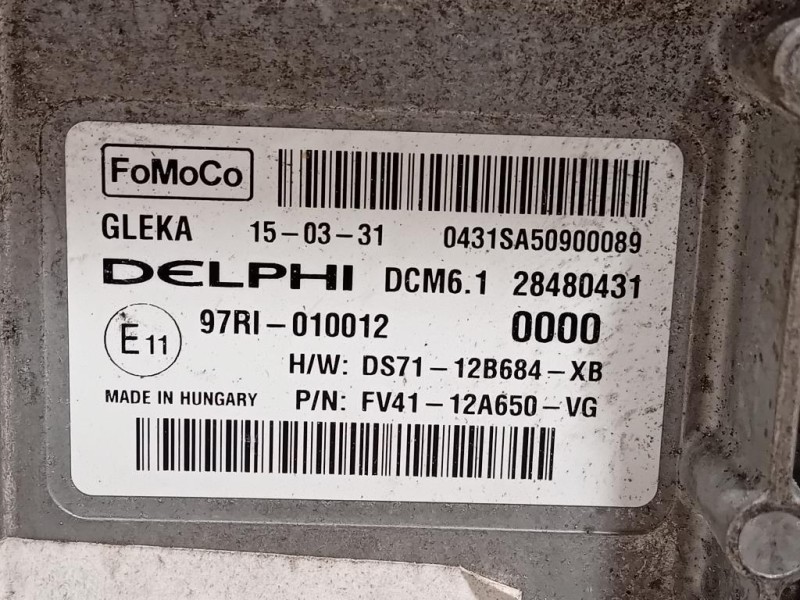 FoMoCo
GLEKA 15-03-31 0431SA50900089
DELPHI DCM6.1 28480431
E 11 97RI-010012 0000
H/W: DS71-12B684-XB
MADE IN HUNGARY P/N: FV41-12A650-VG